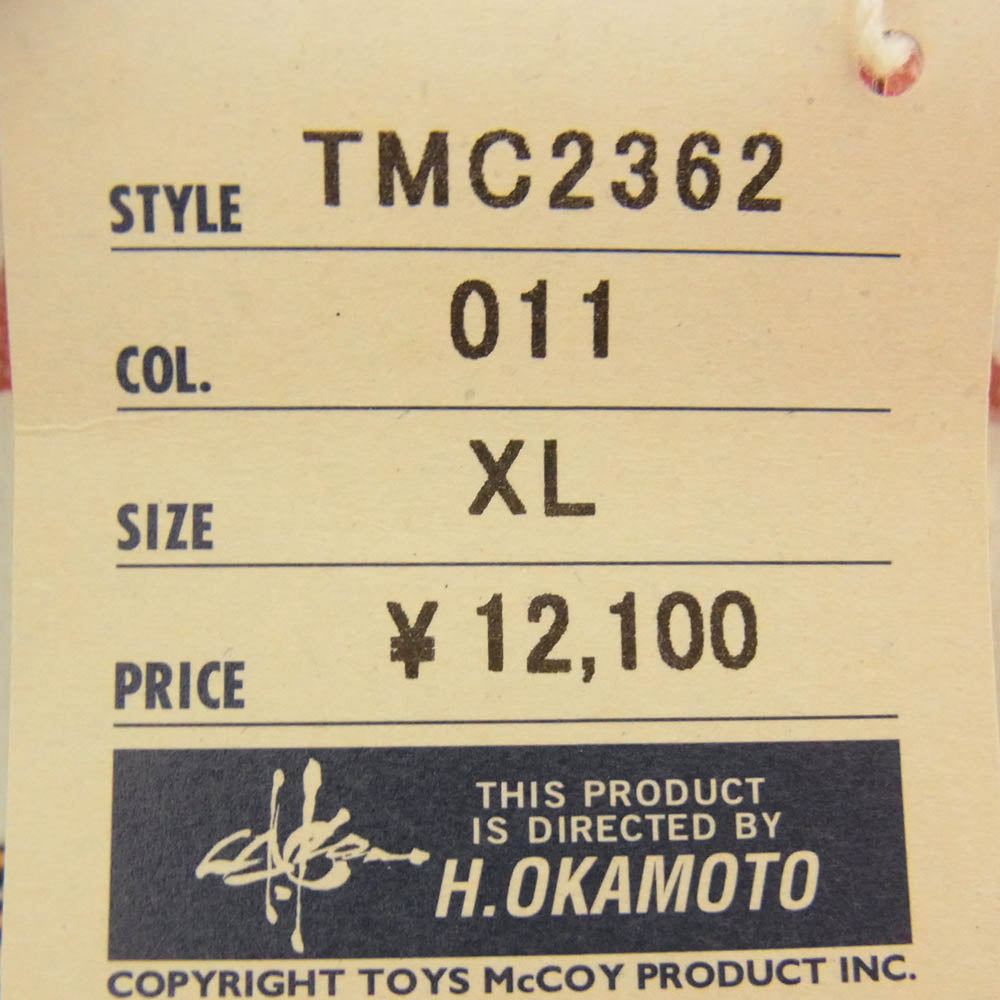 STYLE TMC2362
COL. 011
SIZE XL
PRICE ¥12,100
THIS PRODUCT
IS DIRECTED BY
H.OKAMOTO
COPYRIGHT TOYS McCOY PRODUCT INC.